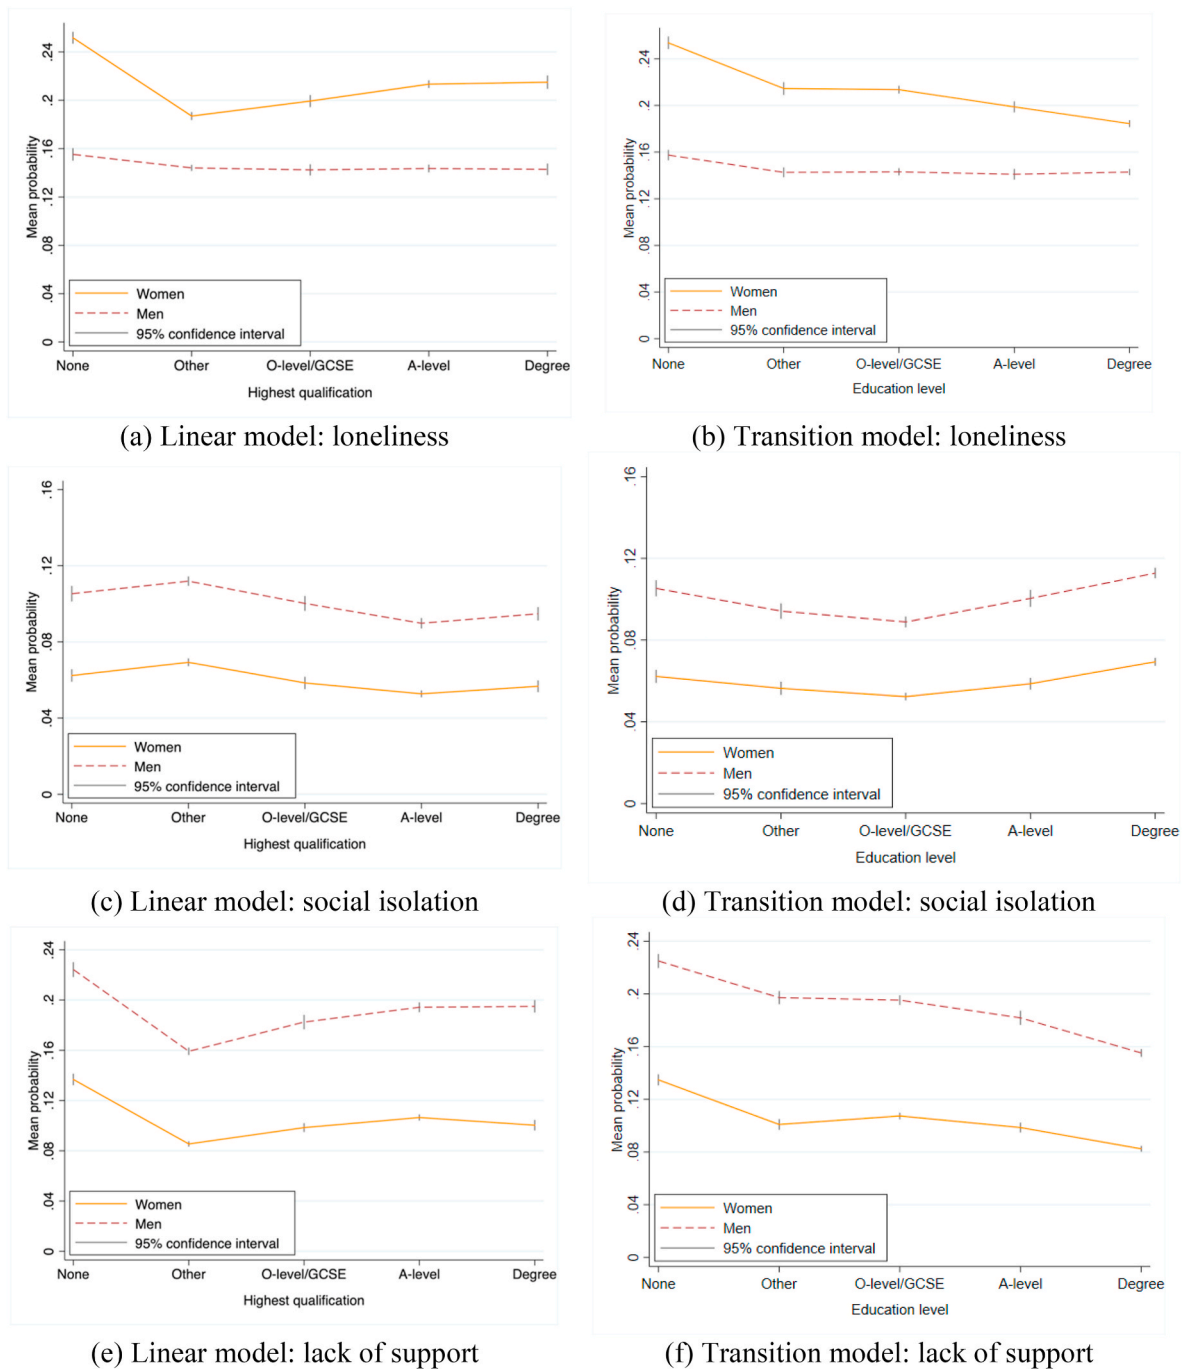 Mean probability
.24
.2
.16
.12
.08
.04
0
Women
Men
95% confidence interval
None Other O-level/GCSE A-level Degree
Highest qualification
(a) Linear model: loneliness
Mean probability
.24
.2
.16
.12
.08
.04
0
Women
Men
95% confidence interval
None Other O-level/GCSE A-level Degree
Education level
(b) Transition model: loneliness
Mean probability
.16
.12
.08
.04
0
Women
Men
95% confidence interval
None Other O-level/GCSE A-level Degree
Highest qualification
(c) Linear model: social isolation
Mean probability
.16
.12
.08
.04
0
Women
Men
95% confidence interval
None Other O-level/GCSE A-level Degree
Education level
(d) Transition model: social isolation
Mean probability
.24
.2
.16
.12
.08
.04
0
Women
Men
95% confidence interval
None Other O-level/GCSE A-level Degree
Highest qualification
(e) Linear model: lack of support
Mean probability
.24
.2
.16
.12
.08
.04
0
Women
Men
95% confidence interval
None Other O-level/GCSE A-level Degree
Education level
(f) Transition model: lack of support